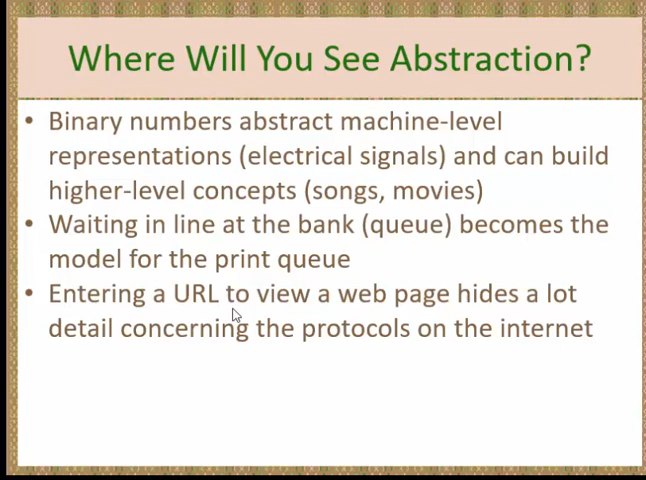 Where Will You See Abstraction?
• Binary numbers abstract machine-level
representations (electrical signals) and can build
higher-level concepts (songs, movies)
• Waiting in line at the bank (queue) becomes the
model for the print queue
• Entering a URL to view a web page hides a lot
detail concerning the protocols on the internet